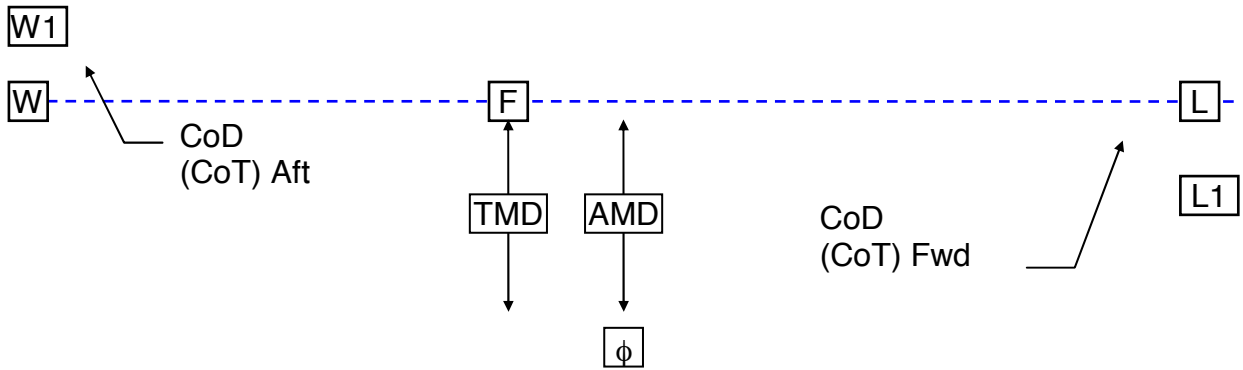 W1
W F L
CoD
(CoT) Aft
TMD AMD
L1
CoD
(CoT) Fwd
ϕ